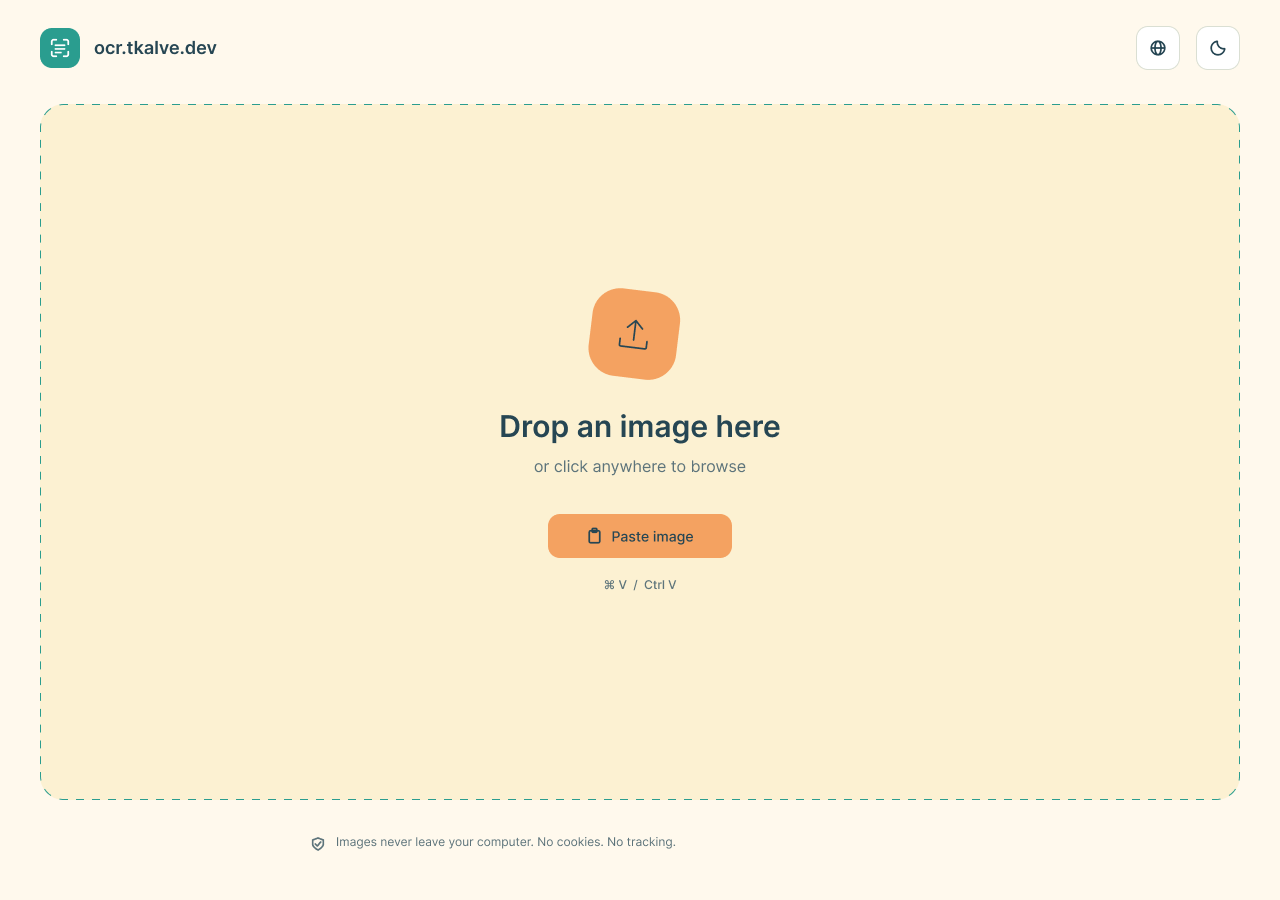 ocr.tkalve.dev
Drop an image here
or click anywhere to browse
Paste image
⌘ V / Ctrl V
Images never leave your computer. No cookies. No tracking.